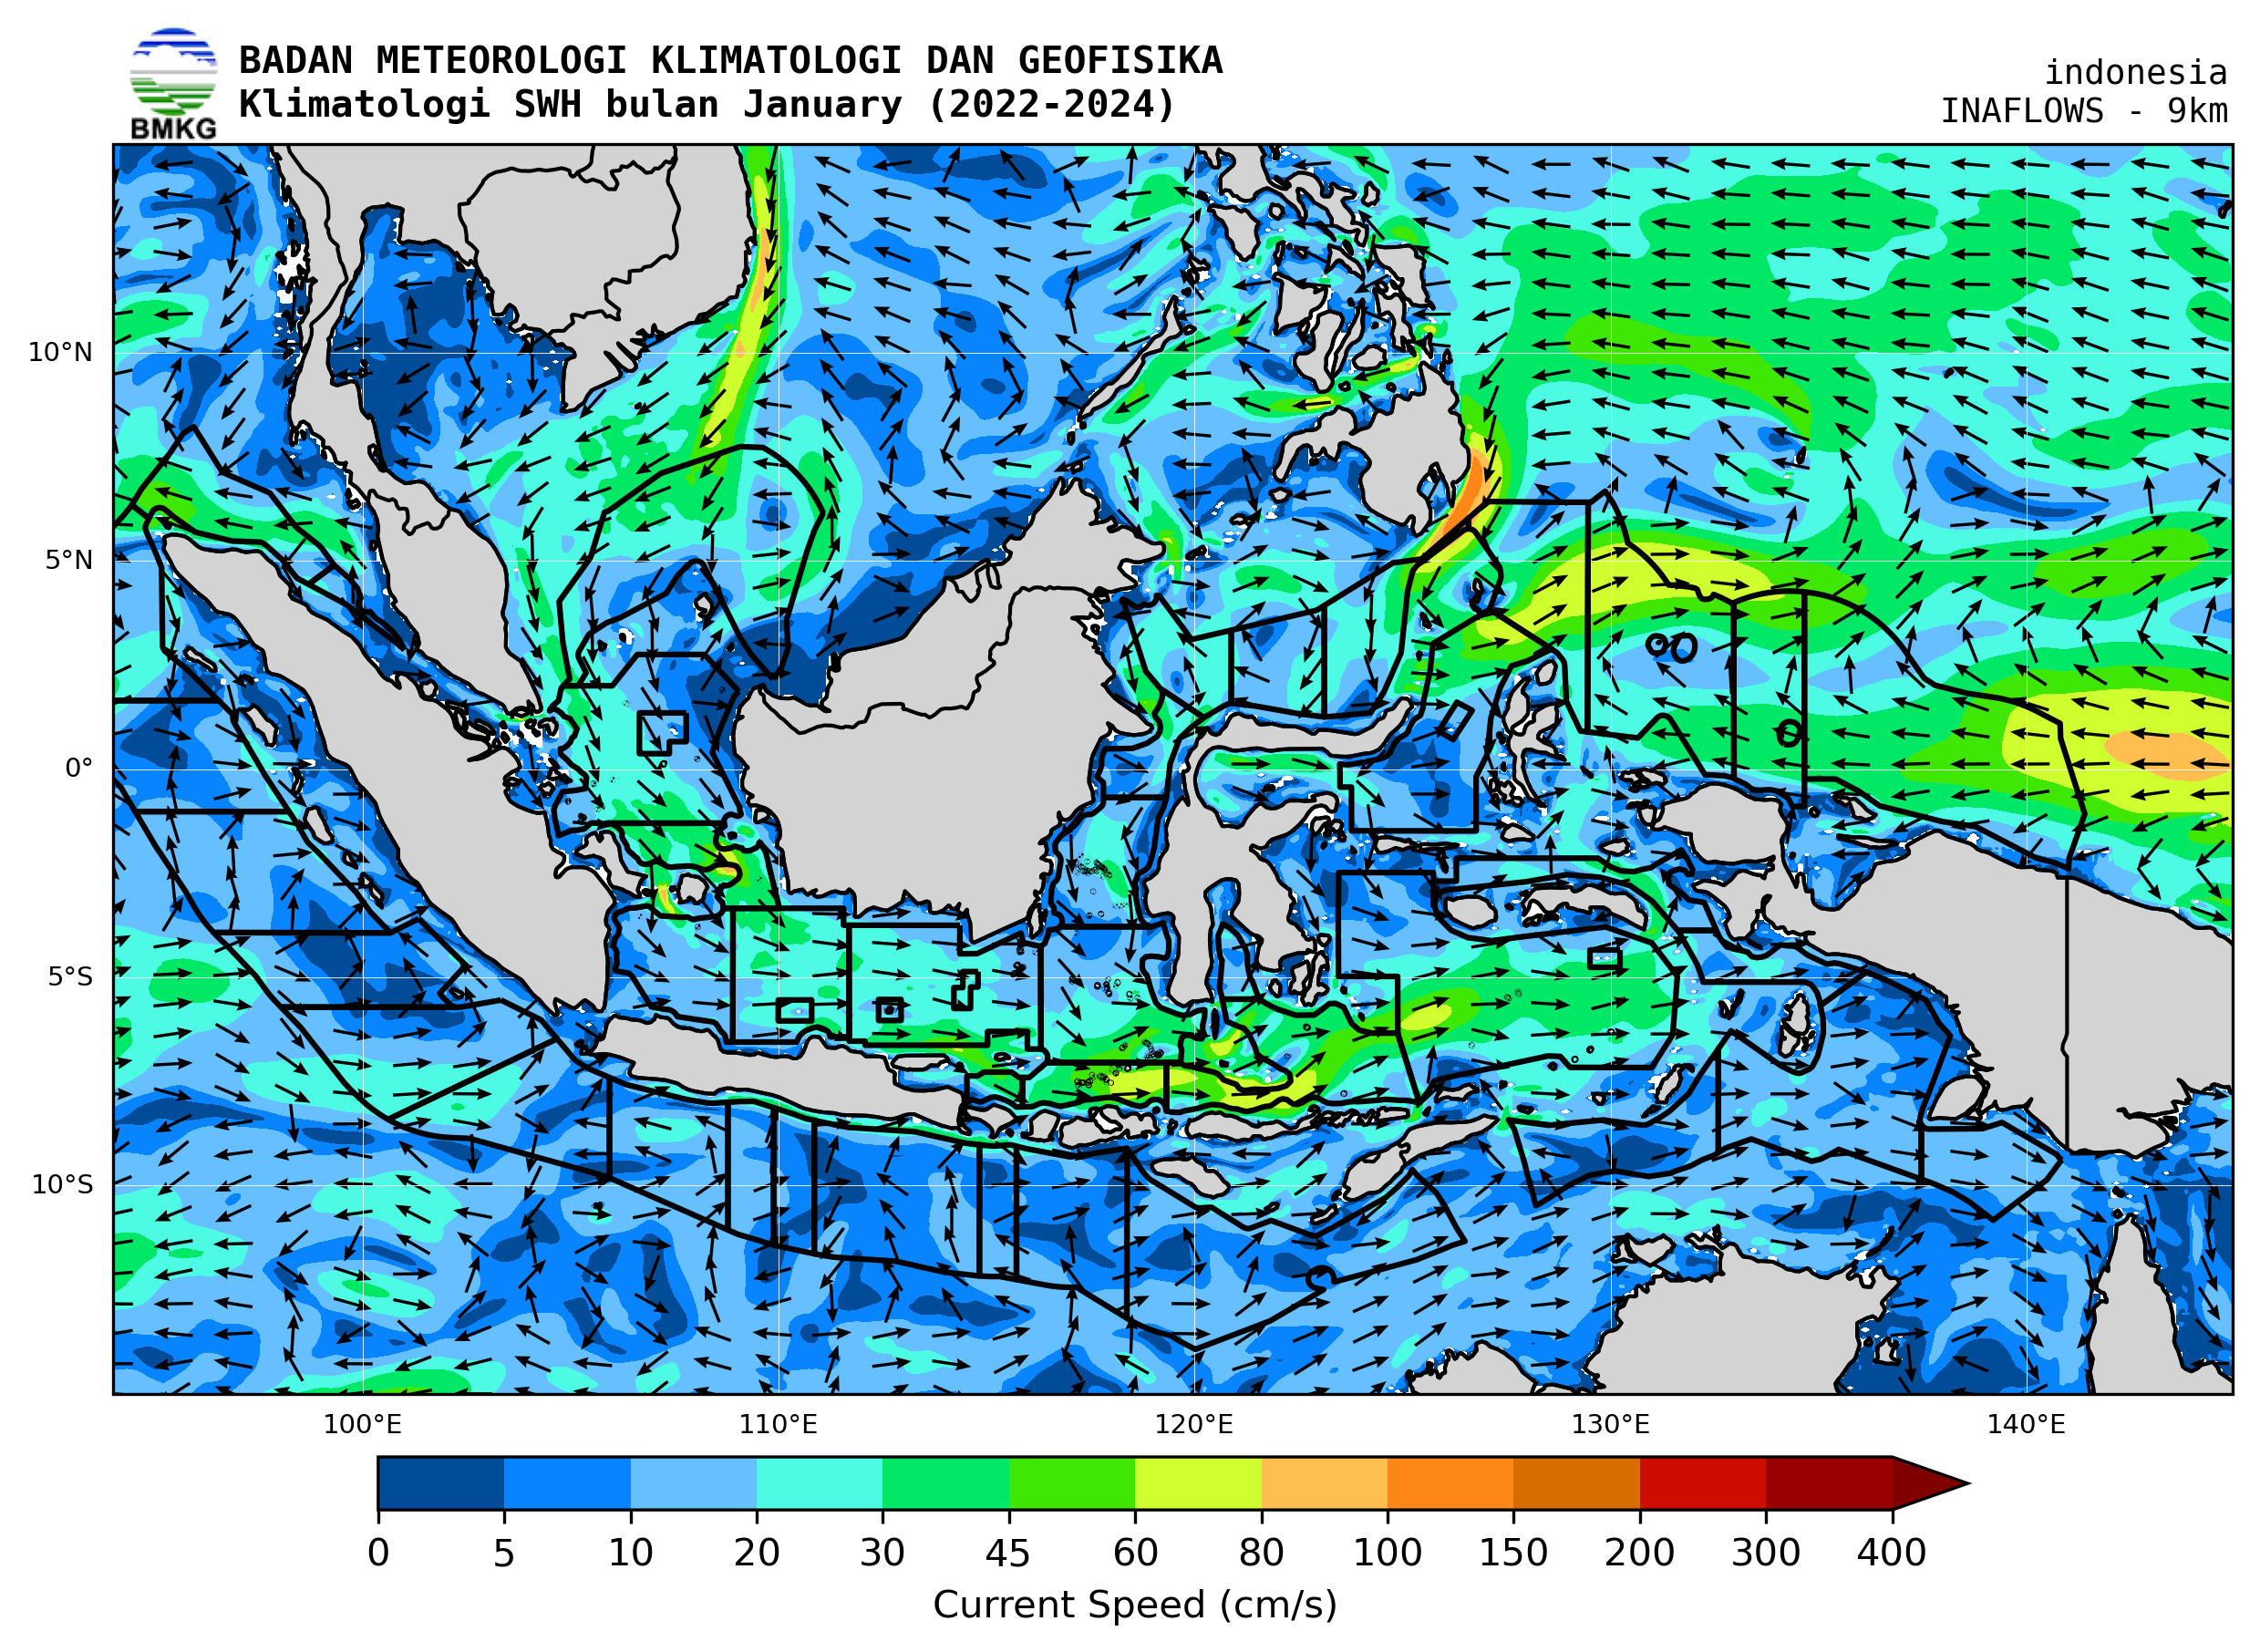 BADAN METEOROLOGI KLIMATOLOGI DAN GEOFISIKA
Klimatologi SWH bulan January (2022-2024)
BMKG
indonesia
INAFLOWS - 9km
10°N
5°N
0°
5°S
10°S
100°E 110°E 120°E 130°E 140°E
0 5 10 20 30 45 60 80 100 150 200 300 400
Current Speed (cm/s)